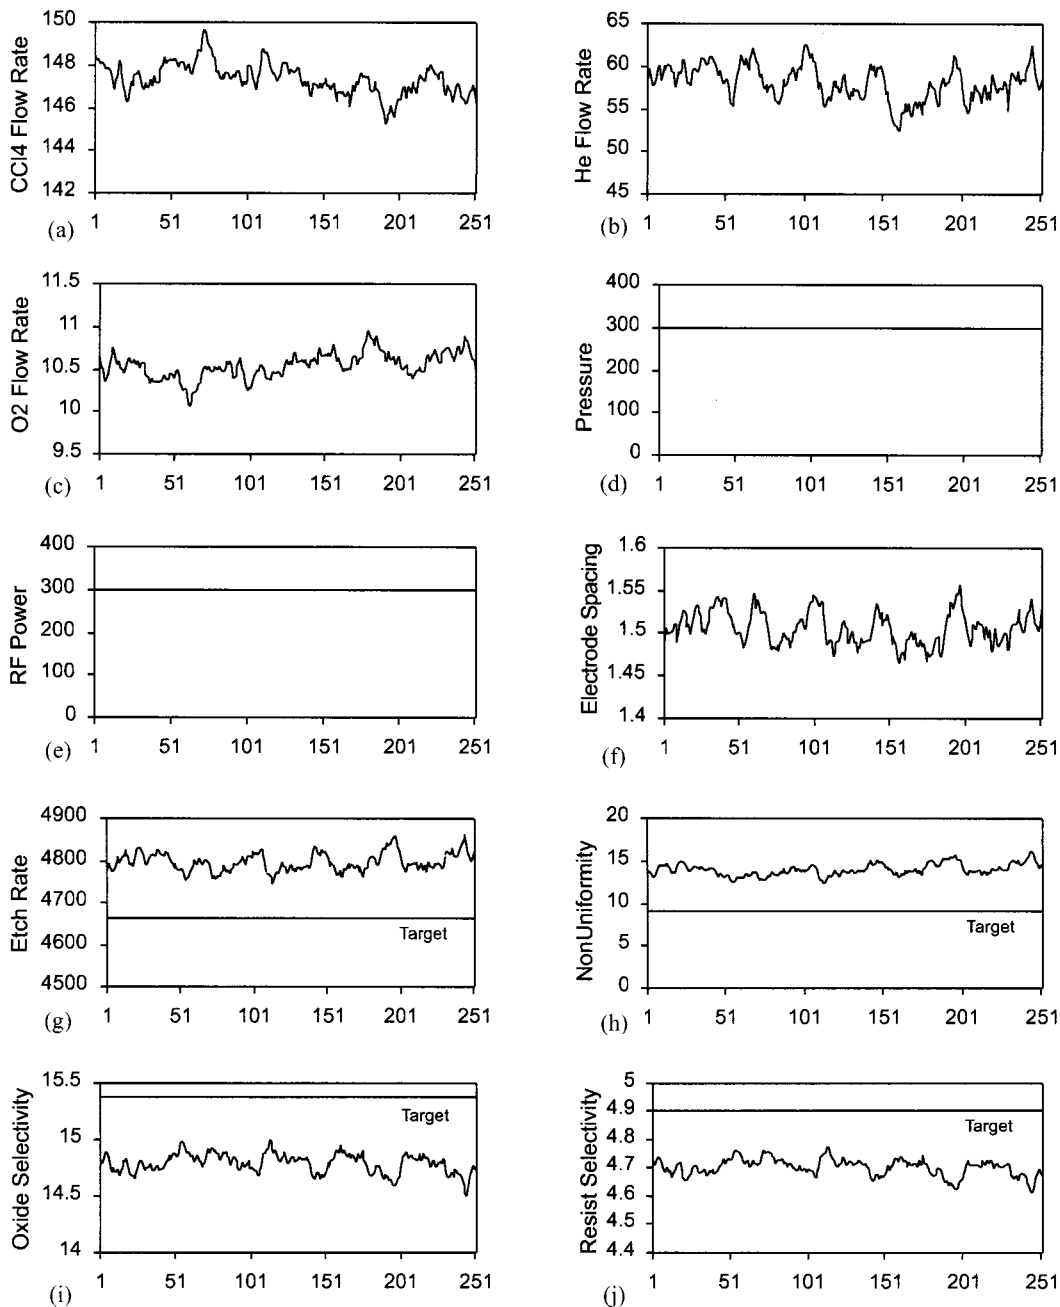 CCl4 Flow Rate
150
148
146
144
142
1 51 101 151 201 251
(a)
He Flow Rate
65
60
55
50
45
1 51 101 151 201 251
(b)
O2 Flow Rate
11.5
11
10.5
10
9.5
1 51 101 151 201 251
(c)
Pressure
400
300
200
100
0
1 51 101 151 201 251
(d)
RF Power
400
300
200
100
0
1 51 101 151 201 251
(e)
Electrode Spacing
1.6
1.55
1.5
1.45
1.4
1 51 101 151 201 251
(f)
Etch Rate
4900
4800
4700
4600
4500
Target
1 51 101 151 201 251
(g)
NonUniformity
20
15
10
5
0
Target
1 51 101 151 201 251
(h)
Oxide Selectivity
15.5
15
14.5
14
Target
1 51 101 151 201 251
(i)
Resist Selectivity
5
4.9
4.8
4.7
4.6
4.5
4.4
Target
1 51 101 151 201 251
(j)